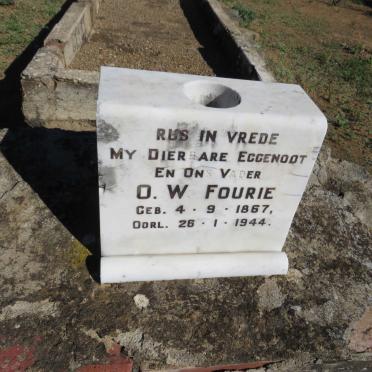 RUS IN VREDE
MY DIERBARE EGGENOOT
EN ONS VADER
O. W. FOURIE
GEB. 4 · 9 · 1867,
OORL. 26 · 1 · 1944.